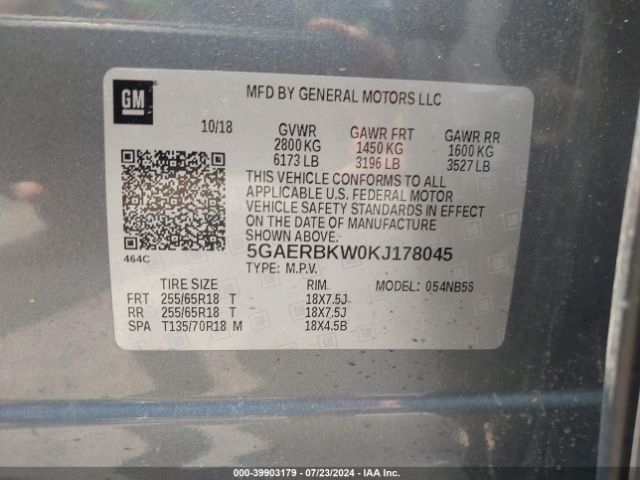 GM
MFD BY GENERAL MOTORS LLC
10/18
GVWR GAWR FRT GAWR RR
2800 KG 1450 KG 1600 KG
6173 LB 3196 LB 3527 LB
THIS VEHICLE CONFORMS TO ALL
APPLICABLE U.S. FEDERAL MOTOR
VEHICLE SAFETY STANDARDS IN EFFECT
ON THE DATE OF MANUFACTURE
SHOWN ABOVE.
464C
5GAERBKW0KJ178045
TYPE: M.P.V.
TIRE SIZE RIM MODEL: 054NB56
FRT 255/65R18 T 18X7.5J
RR 255/65R18 T 18X7.5J
SPA T135/70R18 M 18X4.5B
000-39903179 - 07/23/2024 - IAA Inc.